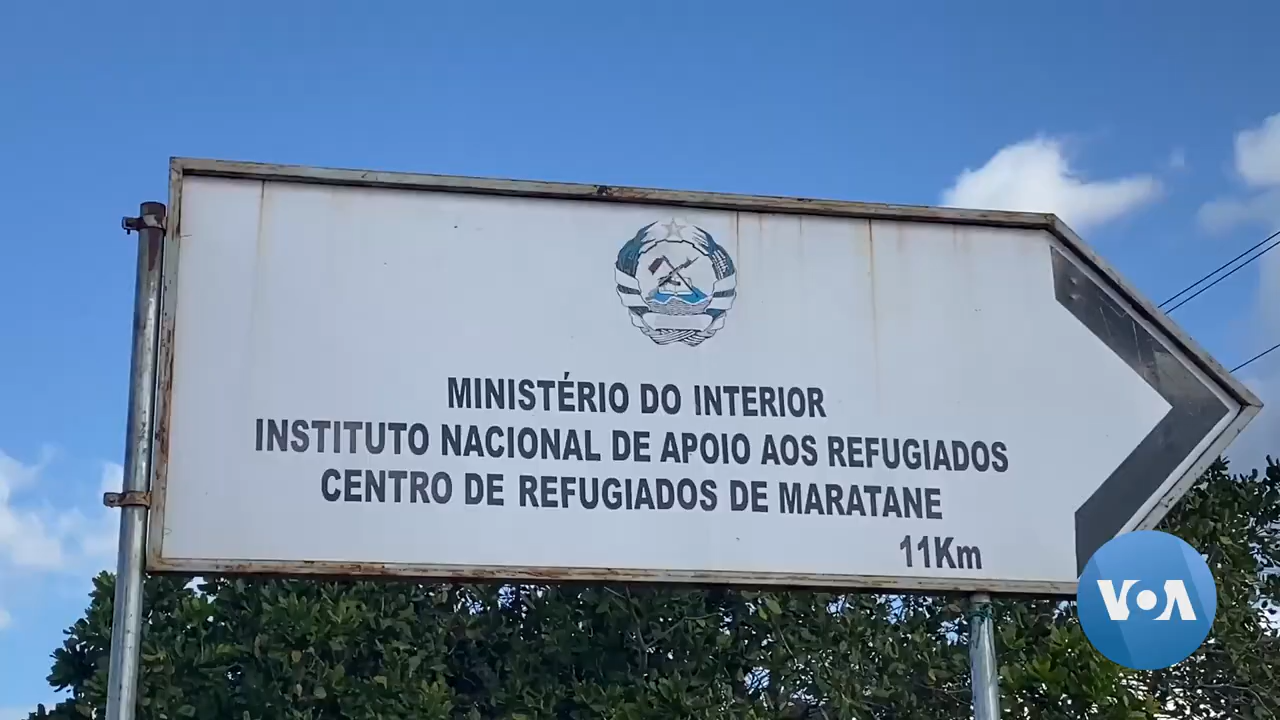 MINISTÉRIO DO INTERIOR
INSTITUTO NACIONAL DE APOIO AOS REFUGIADOS
CENTRO DE REFUGIADOS DE MARATANE
11Km
VOA